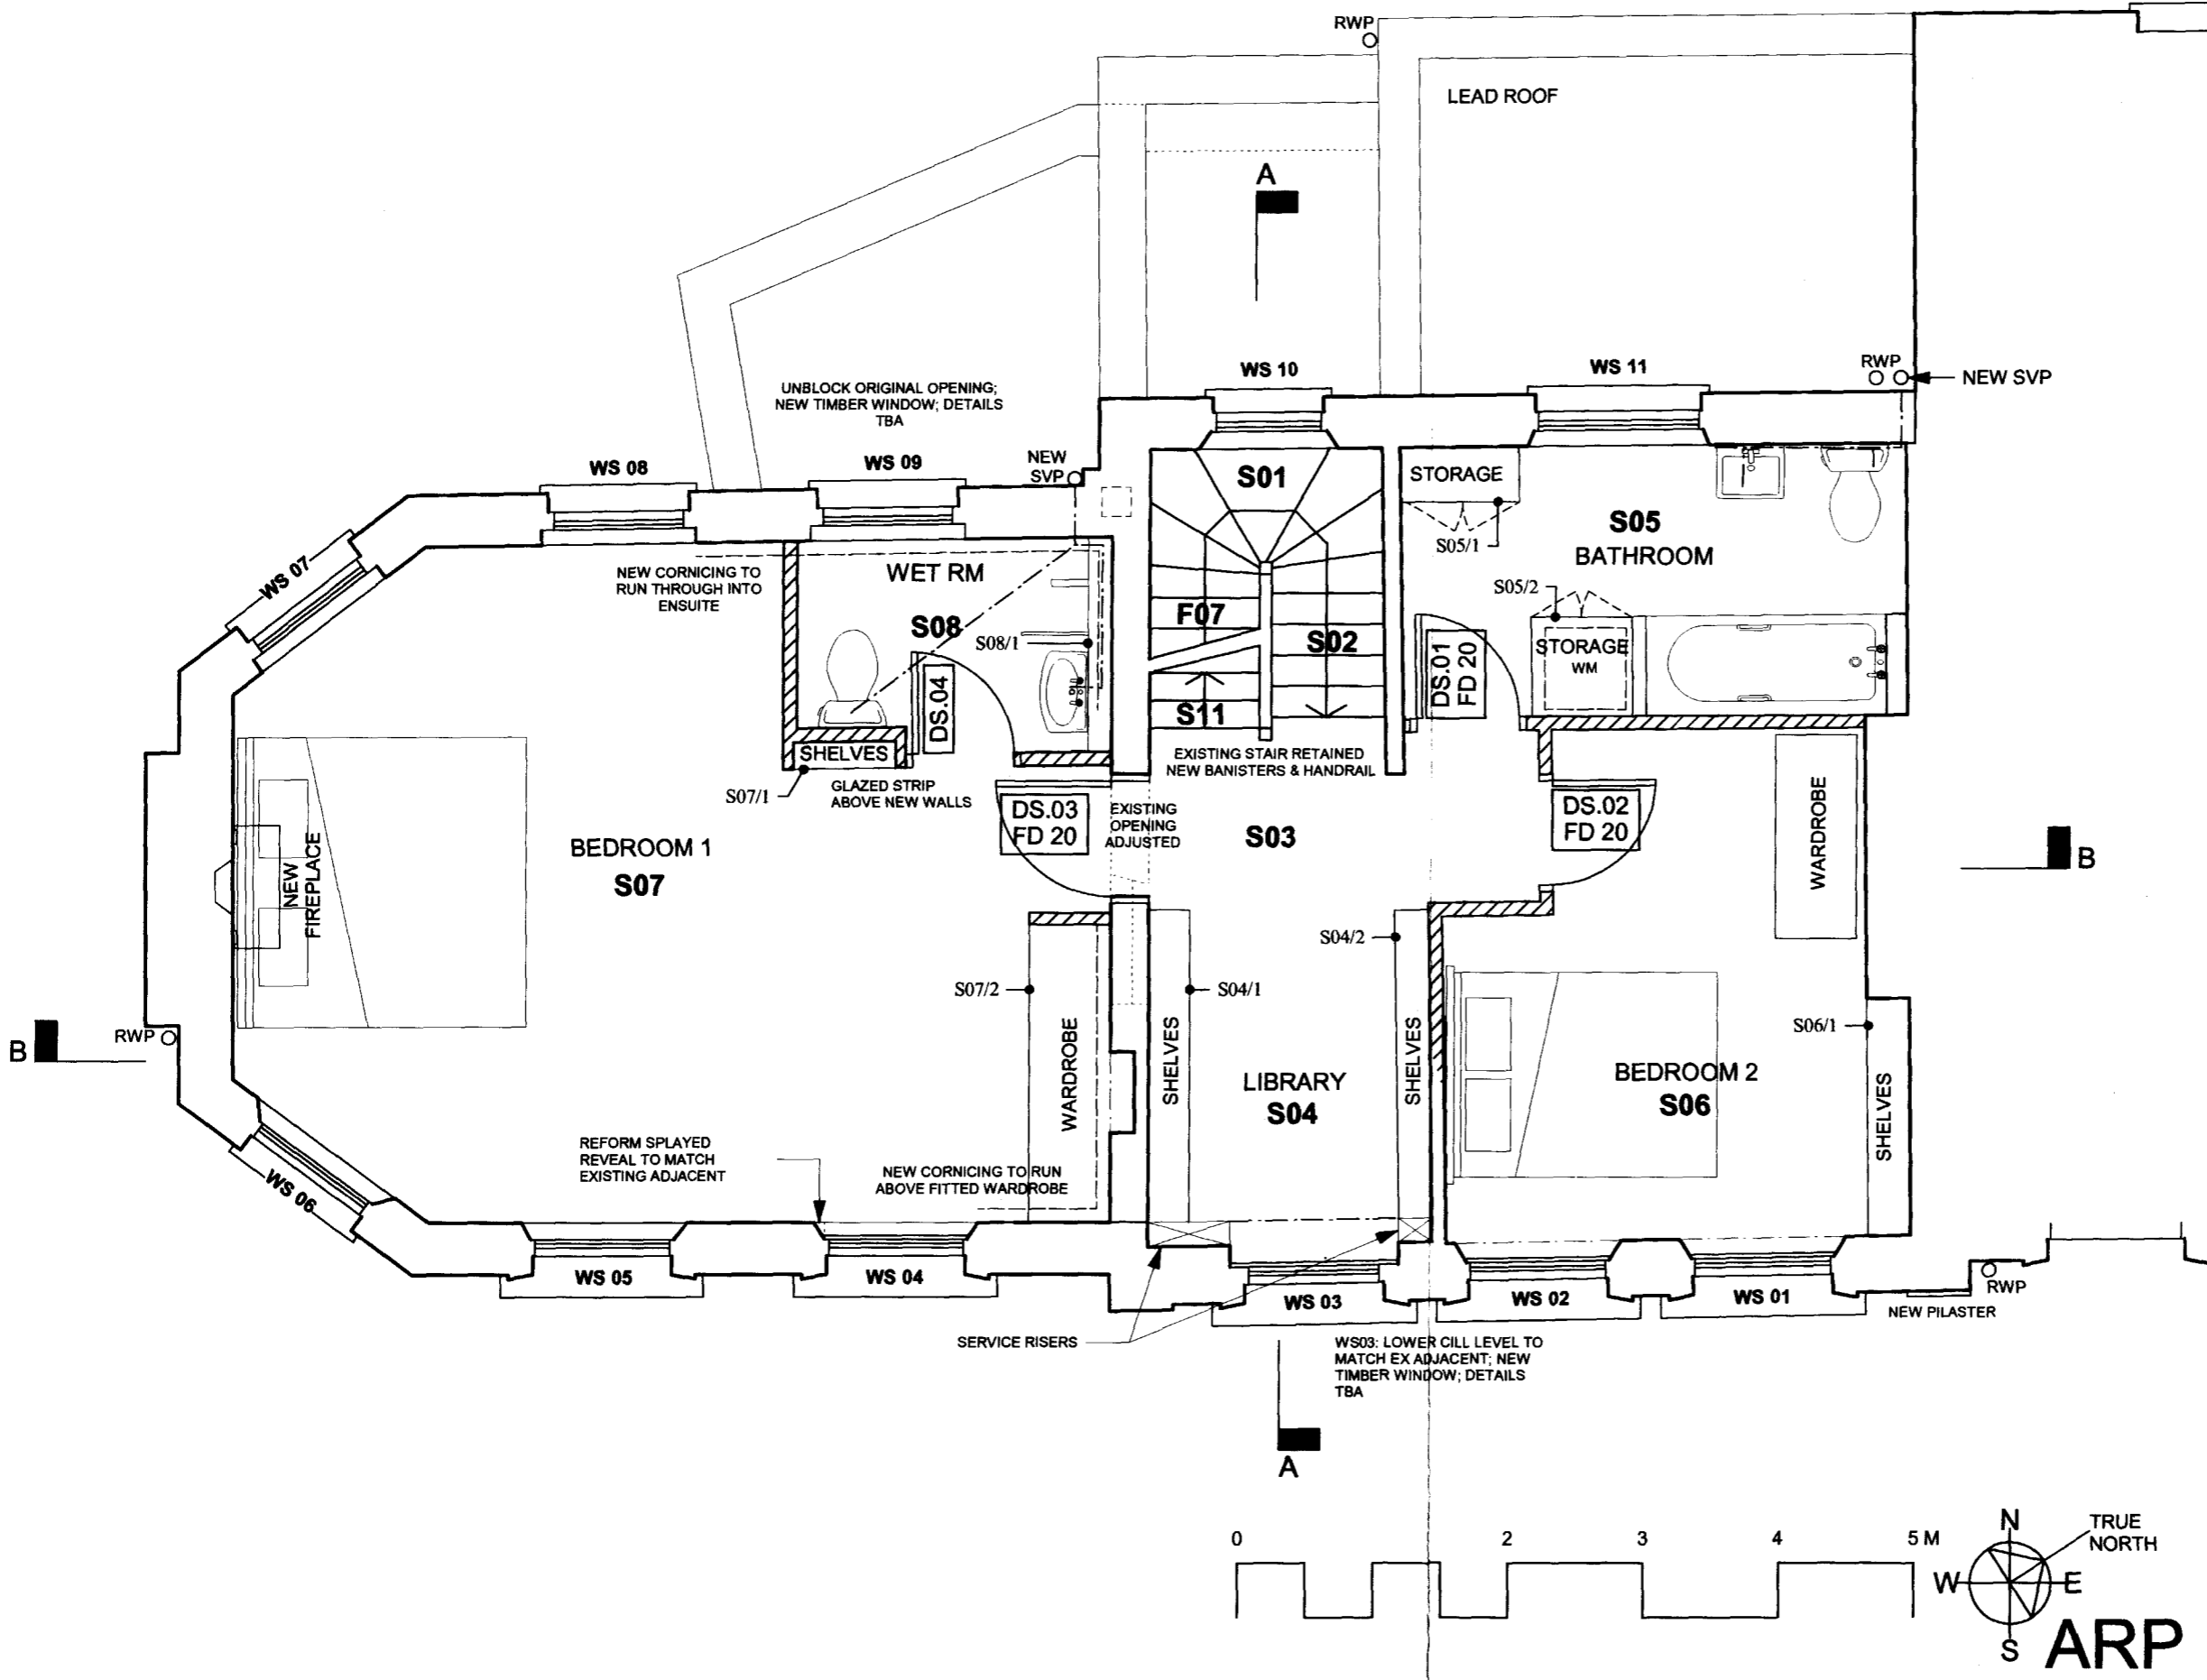 RWP
LEAD ROOF
A
WS 10
WS 11
RWP
NEW SVP
UNBLOCK ORIGINAL OPENING;
NEW TIMBER WINDOW; DETAILS
TBA
WS 08
WS 09
NEW
SVP
S01
STORAGE
S05/1
S05
BATHROOM
WS 07
NEW CORNICING TO
RUN THROUGH INTO
ENSUITE
WET RM
S08
S08/1
F07
S02
S11
S05/2
STORAGE
WM
DS.01
FD 20
DS.04
SHELVES
S07/1
GLAZED STRIP
ABOVE NEW WALLS
EXISTING STAIR RETAINED
NEW BANISTERS & HANDRAIL
DS.03
FD 20
EXISTING
OPENING
ADJUSTED
S03
DS.02
FD 20
WARDROBE
B
BEDROOM 1
S07
NEW
FIREPLACE
S04/2
S07/2
S04/1
S06/1
RWP
B
WARDROBE
SHELVES
LIBRARY
S04
SHELVES
BEDROOM 2
S06
SHELVES
REFORM SPLAYED
REVEAL TO MATCH
EXISTING ADJACENT
NEW CORNICING TO RUN
ABOVE FITTED WARDROBE
WS 06
WS 05
WS 04
WS 03
WS 02
WS 01
RWP
NEW PILASTER
SERVICE RISERS
WS03: LOWER CILL LEVEL TO
MATCH EX ADJACENT; NEW
TIMBER WINDOW; DETAILS
TBA
A
0 2 3 4 5 M
N
TRUE
NORTH
W E
S
ARP